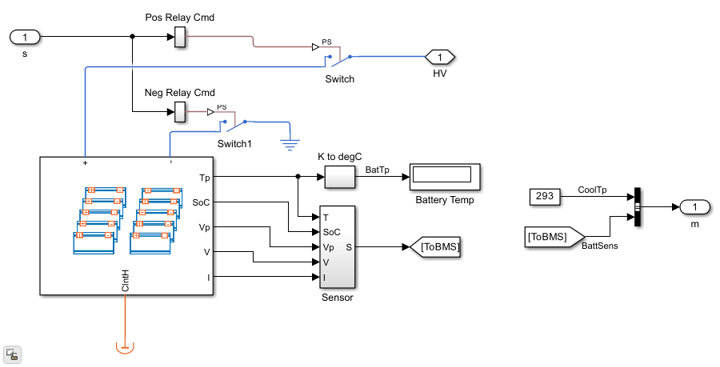 Pos Relay Cmd
1
s
PS
Switch
1
HV
Neg Relay Cmd
PS
Switch1
+
-
K to degC
BatTp
Battery Temp
Tp
SoC
Vp
V
I
ClntH
T
SoC
Vp
V
I
S
Sensor
[ToBMS]
293
CoolTp
[ToBMS]
BattSens
1
m